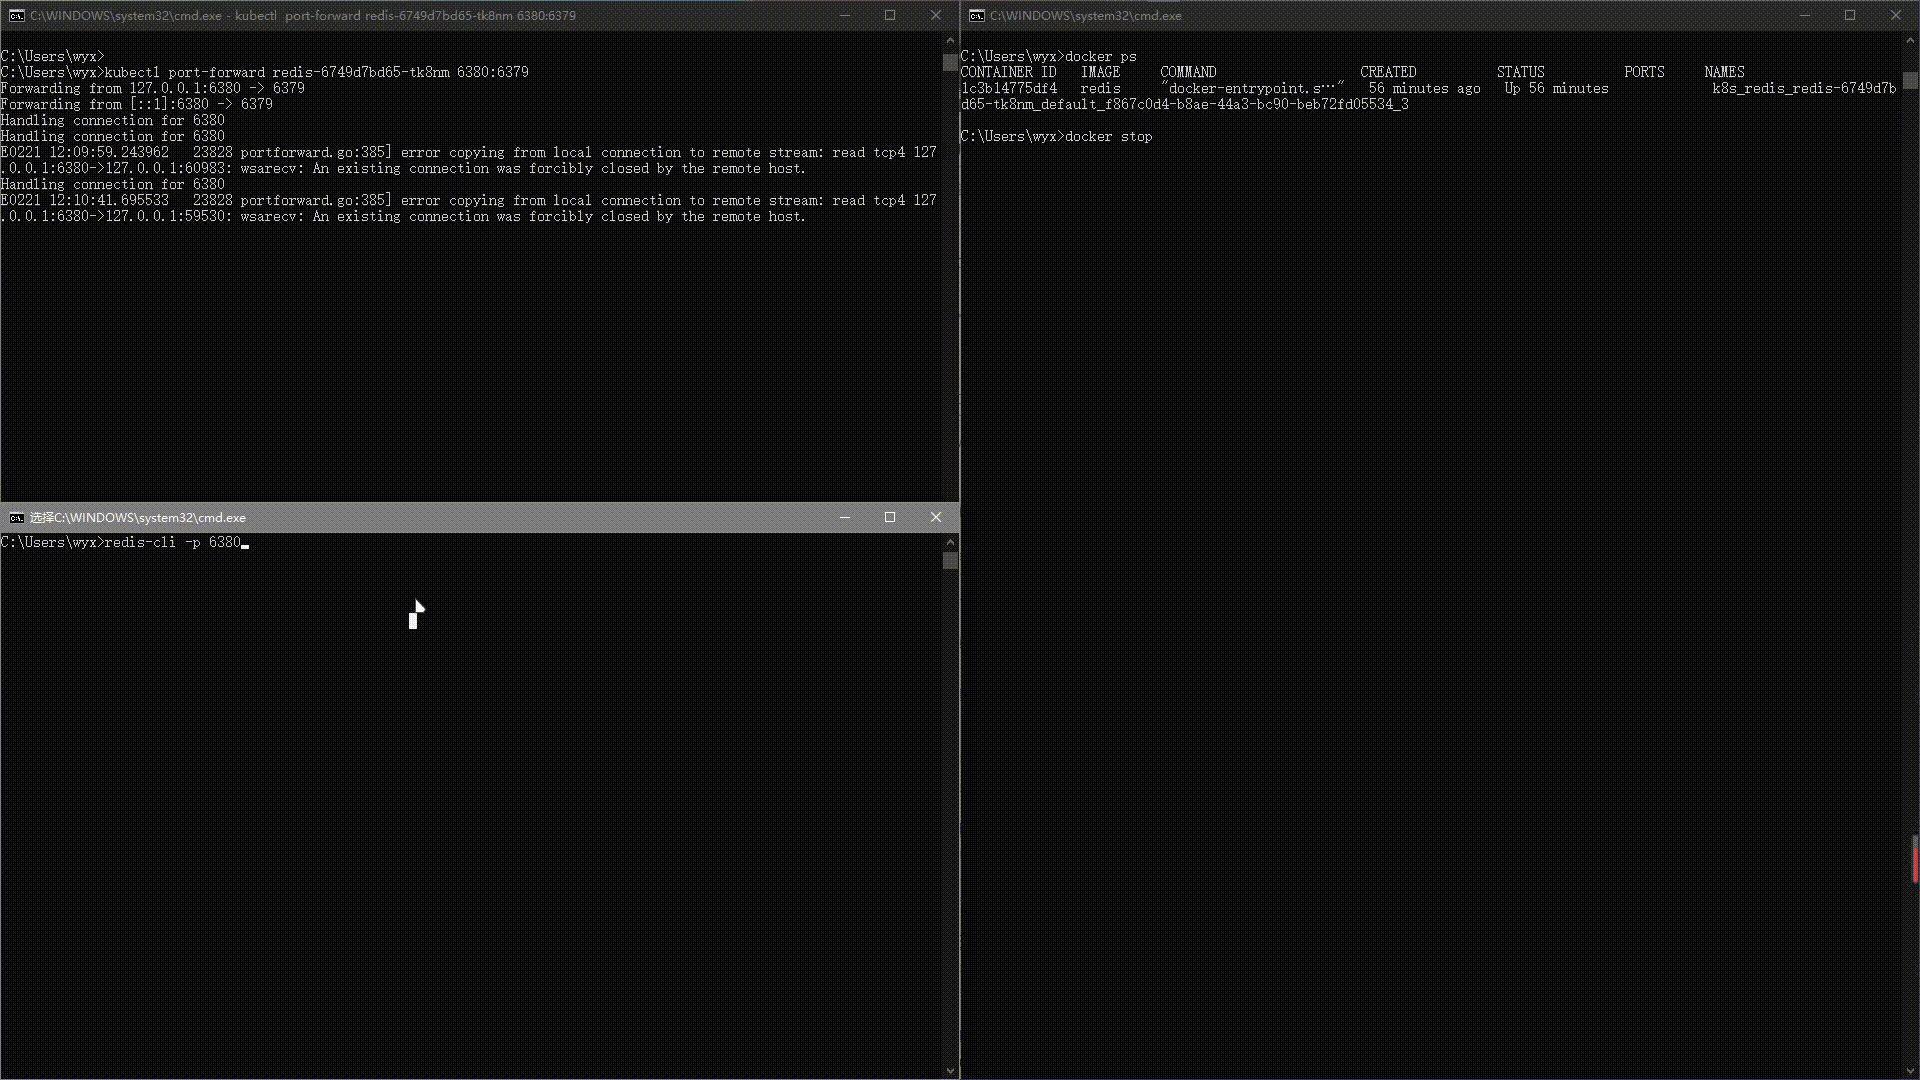 C:\WINDOWS\system32\cmd.exe - kubectl  port-forward redis-6749d7bd65-tk8nm 6380:6379
C:\Users\wyx>
C:\Users\wyx>kubectl port-forward redis-6749d7bd65-tk8nm 6380:6379
Forwarding from 127.0.0.1:6380 -> 6379
Forwarding from [::1]:6380 -> 6379
Handling connection for 6380
Handling connection for 6380
E0221 12:09:59.243962   23828 portforward.go:385] error copying from local connection to remote stream: read tcp4 127
.0.0.1:6380->127.0.0.1:60983: wsarecv: An existing connection was forcibly closed by the remote host.
Handling connection for 6380
E0221 12:10:41.695533   23828 portforward.go:385] error copying from local connection to remote stream: read tcp4 127
.0.0.1:6380->127.0.0.1:59530: wsarecv: An existing connection was forcibly closed by the remote host.
选择C:\WINDOWS\system32\cmd.exe
C:\Users\wyx>redis-cli -p 6380
C:\WINDOWS\system32\cmd.exe
C:\Users\wyx>docker ps
CONTAINER ID   IMAGE     COMMAND                  CREATED          STATUS          PORTS     NAMES
1c3b14775df4   redis     "docker-entrypoint.s…"   56 minutes ago   Up 56 minutes             k8s_redis_redis-6749d7b
d65-tk8nm_default_f867c0d4-b8ae-44a3-bc90-beb72fd05534_3
C:\Users\wyx>docker stop